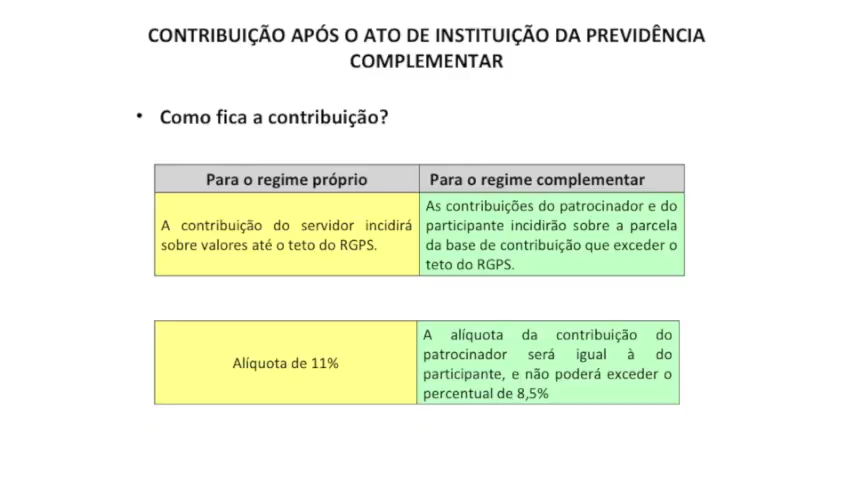 CONTRIBUIÇÃO APÓS O ATO DE INSTITUIÇÃO DA PREVIDÊNCIA
COMPLEMENTAR
• Como fica a contribuição?
Para o regime próprio
Para o regime complementar
A contribuição do servidor incidirá
sobre valores até o teto do RGPS.
As contribuições do patrocinador e do
participante incidirão sobre a parcela
da base de contribuição que exceder o
teto do RGPS.
Alíquota de 11%
A alíquota da contribuição do
patrocinador será igual à do
participante, e não poderá exceder o
percentual de 8,5%